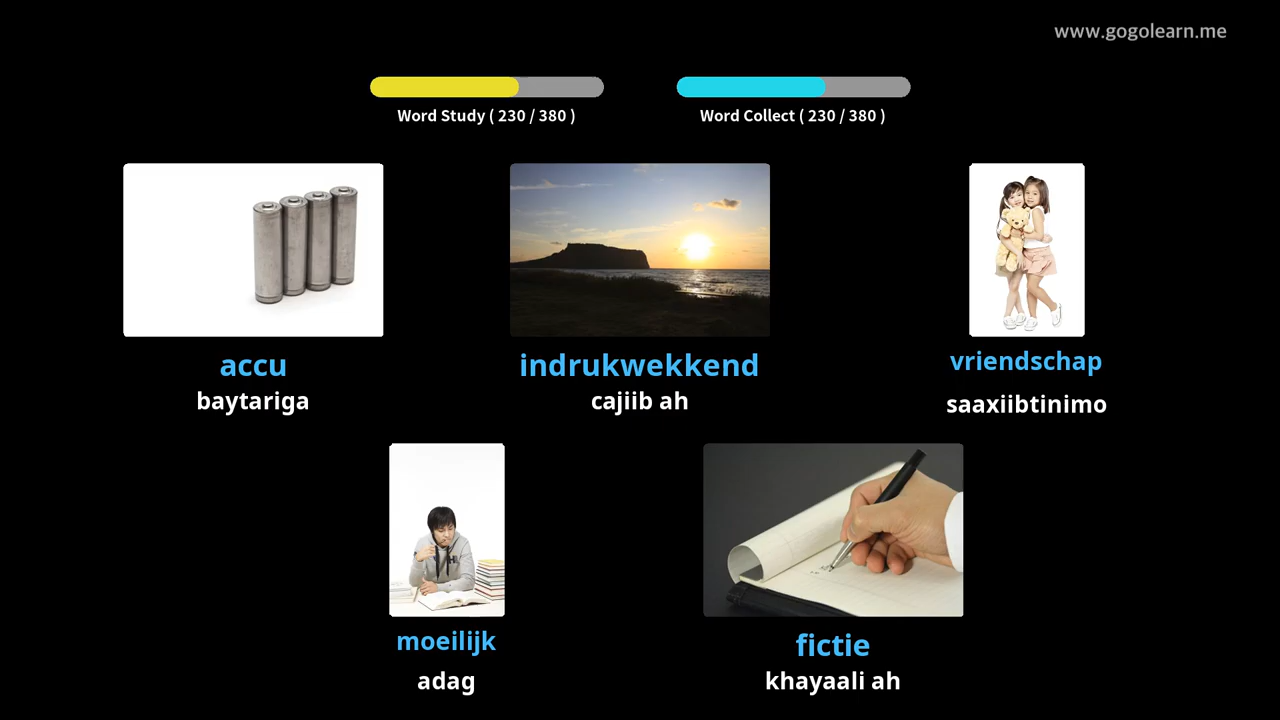 www.gogolearn.me
Word Study ( 230 / 380 )
Word Collect ( 230 / 380 )
accu
baytariga
indrukwekkend
cajiib ah
vriendschap
saaxiibtinimo
moeilijk
adag
fictie
khayaali ah